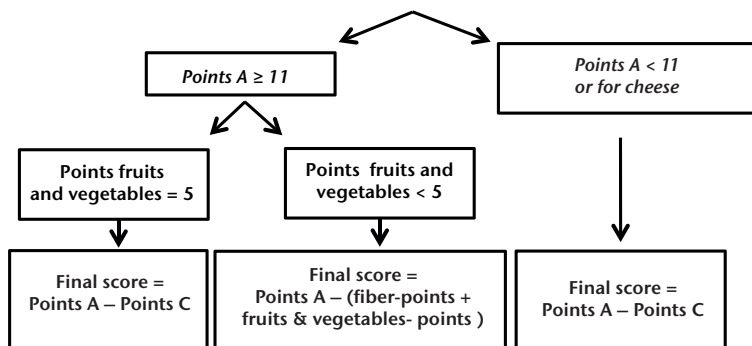 Points A ≥ 11
Points A < 11
or for cheese
Points fruits
and vegetables = 5
Points fruits and
vegetables < 5
Final score =
Points A – Points C
Final score =
Points A – (fiber-points +
fruits & vegetables- points )
Final score =
Points A – Points C